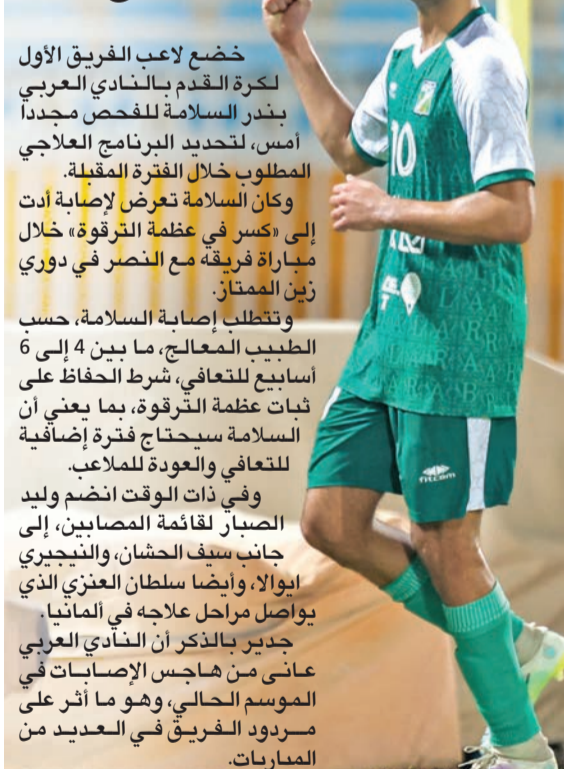 خضع لاعب الفريق الأول
لكرة القدم بالنادي العربي
بندر السلامة للفحص مجددا
أمس، لتحديد البرنامج العلاجي
المطلوب خلال الفترة المقبلة.
وكان السلامة تعرض لإصابة أدت
إلى «كسر في عظمة الترقوة» خلال
مباراة فريقه مع النصر في دوري
زين الممتاز.
وتتطلب إصابة السلامة، حسب
الطبيب المعالج، ما بين 4 إلى 6
أسابيع للتعافي، شرط الحفاظ على
ثبات عظمة الترقوة، بما يعني أن
السلامة سيحتاج فترة إضافية
للتعافي والعودة للملاعب.
وفي ذات الوقت انضم وليد
الصبار لقائمة المصابين، إلى
جانب سيف الحشان، والنيجيري
ايوالا، وأيضا سلطان العنزي الذي
يواصل مراحل علاجه في ألمانيا.
جدير بالذكر أن النادي العربي
عانى من هاجس الإصابات في
الموسم الحالي، وهو ما أثر على
مردود الفريق في العديد من
المباريات.
10
fitcom